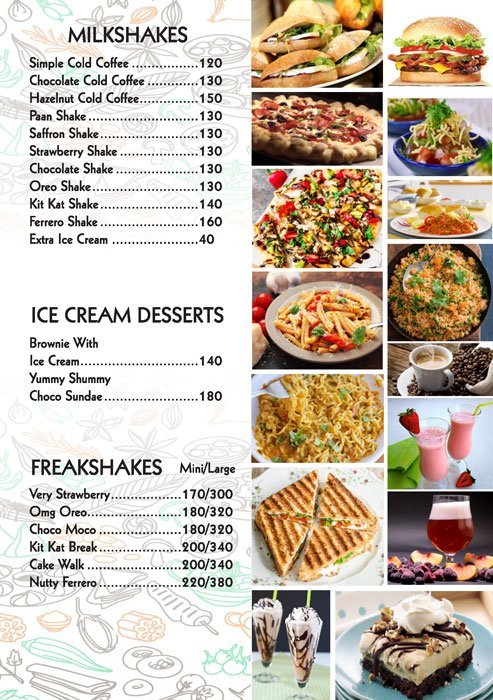 MILKSHAKES
Simple Cold Coffee ................120
Chocolate Cold Coffee ............130
Hazelnut Cold Coffee..............150
Paan Shake...........................130
Saffron Shake........................130
Strawberry Shake ..................130
Chocolate Shake ...................130
Oreo Shake..........................130
Kit Kat Shake ........................140
Ferrero Shake........................160
Extra Ice Cream .....................40
ICE CREAM DESSERTS
Brownie With
Ice Cream.............................140
Yummy Shummy
Choco Sundae .......................180
FREAKSHAKES Mini/Large
Very Strawberry.................170/300
Omg Oreo.......................180/320
Choco Moco ....................180/320
Kit Kat Break ....................200/340
Cake Walk ......................200/340
Nutty Ferrero ....................220/380